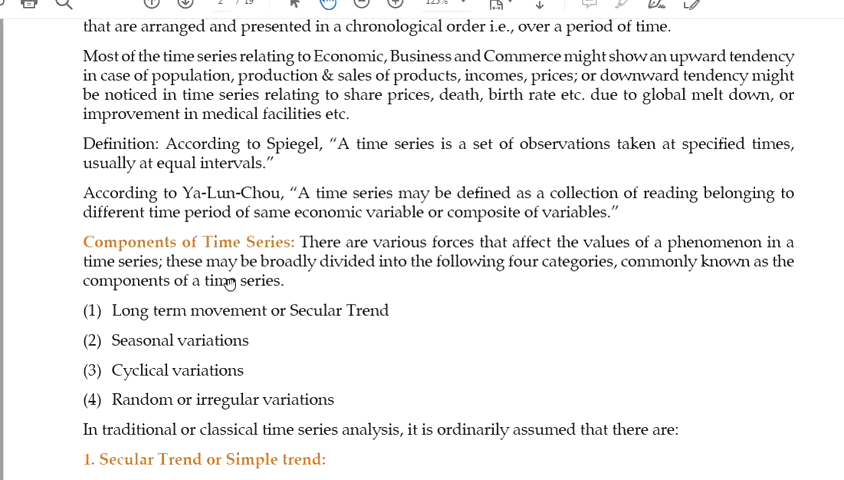 2 / 19 125%
that are arranged and presented in a chronological order i.e., over a period of time.
Most of the time series relating to Economic, Business and Commerce might show an upward tendency
in case of population, production & sales of products, incomes, prices; or downward tendency might
be noticed in time series relating to share prices, death, birth rate etc. due to global melt down, or
improvement in medical facilities etc.
Definition: According to Spiegel, “A time series is a set of observations taken at specified times,
usually at equal intervals.”
According to Ya-Lun-Chou, “A time series may be defined as a collection of reading belonging to
different time period of same economic variable or composite of variables.”
Components of Time Series: There are various forces that affect the values of a phenomenon in a
time series; these may be broadly divided into the following four categories, commonly known as the
components of a time series.
(1) Long term movement or Secular Trend
(2) Seasonal variations
(3) Cyclical variations
(4) Random or irregular variations
In traditional or classical time series analysis, it is ordinarily assumed that there are:
1. Secular Trend or Simple trend: